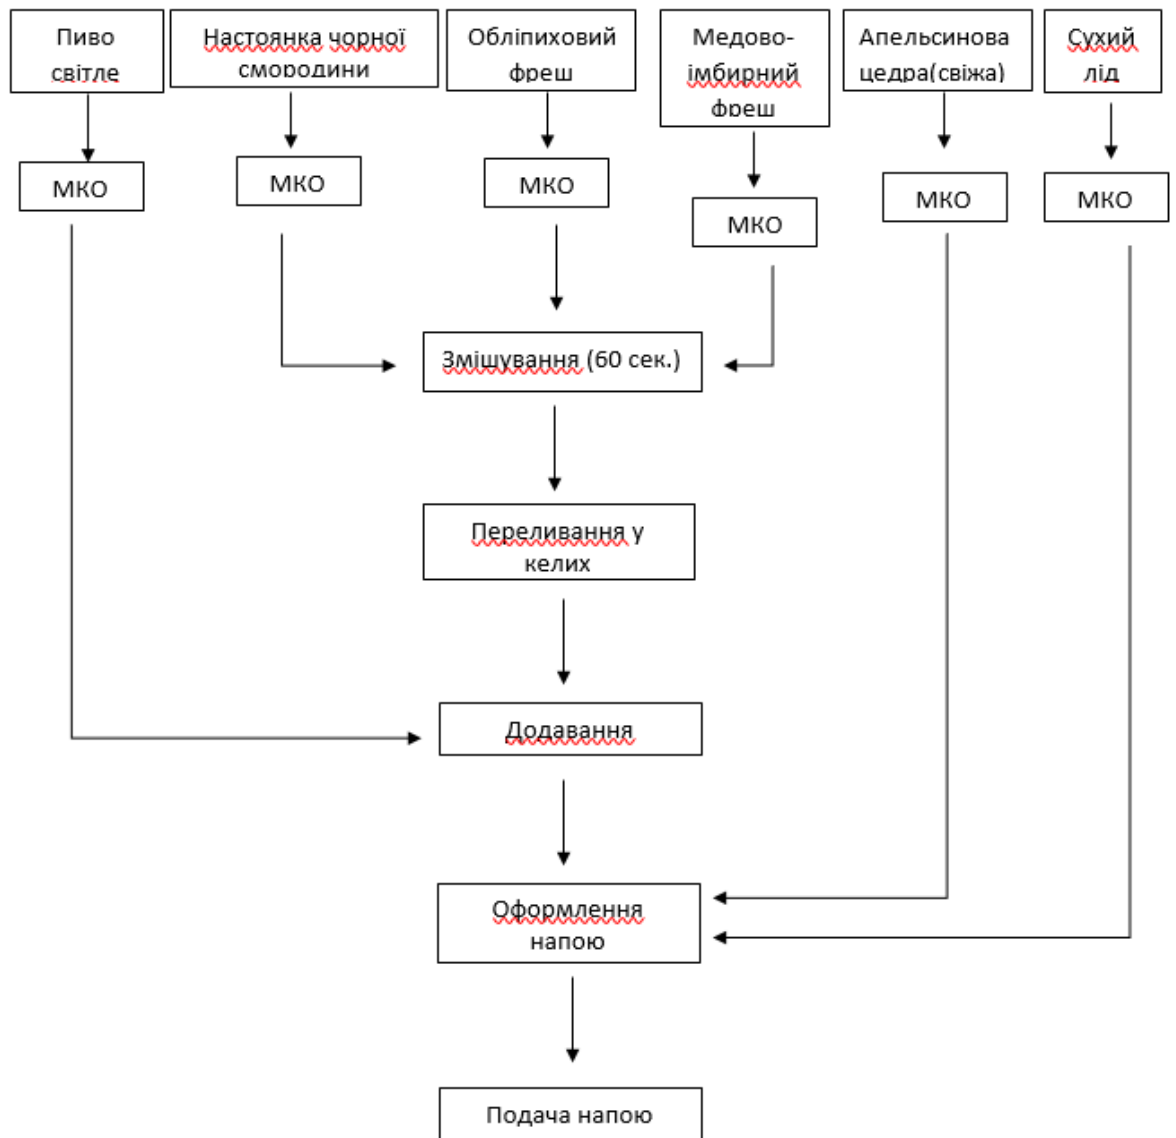 Пиво
світле
Настоянка чорної
смородини
Обліпиховий
фреш
Медово-
імбирний
фреш
Апельсинова
цедра(свіжа)
Сухий
лід
МКО
МКО
МКО
МКО
МКО
МКО
Змішування (60 сек.)
Переливання у
келих
Додавання
Оформлення
напою
Подача напою